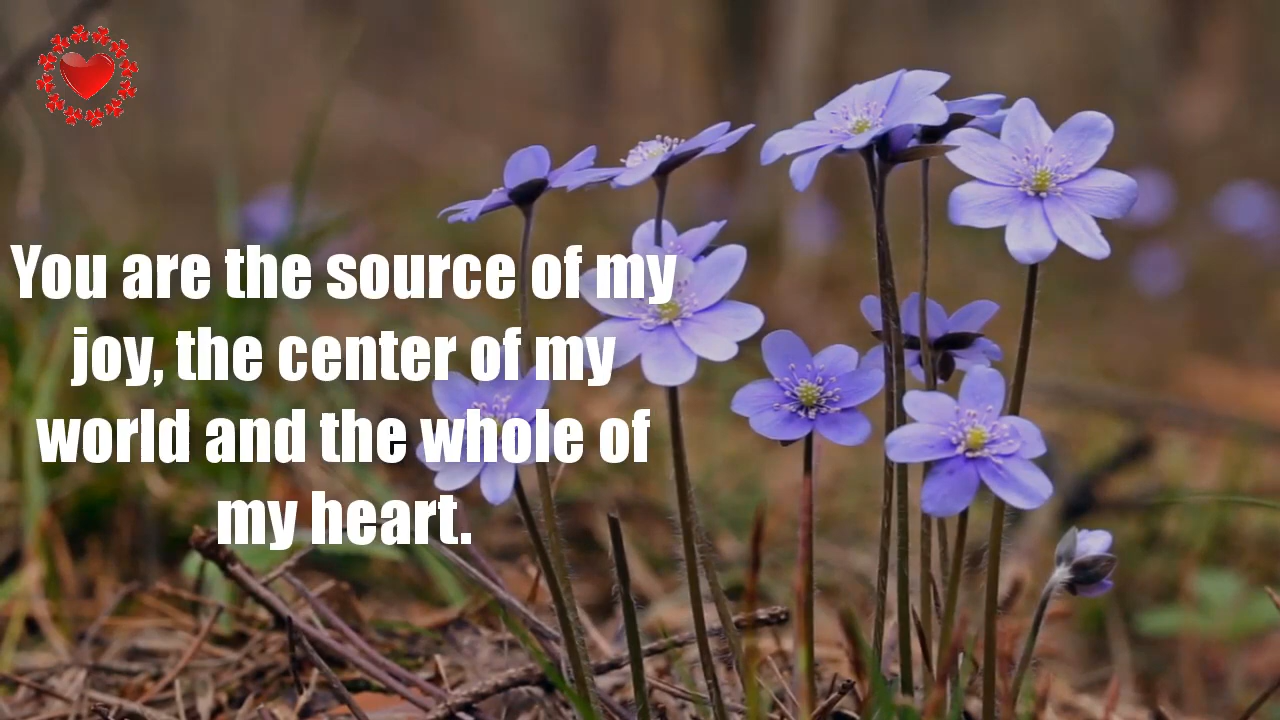 You are the source of my
joy, the center of my
world and the whole of
my heart.